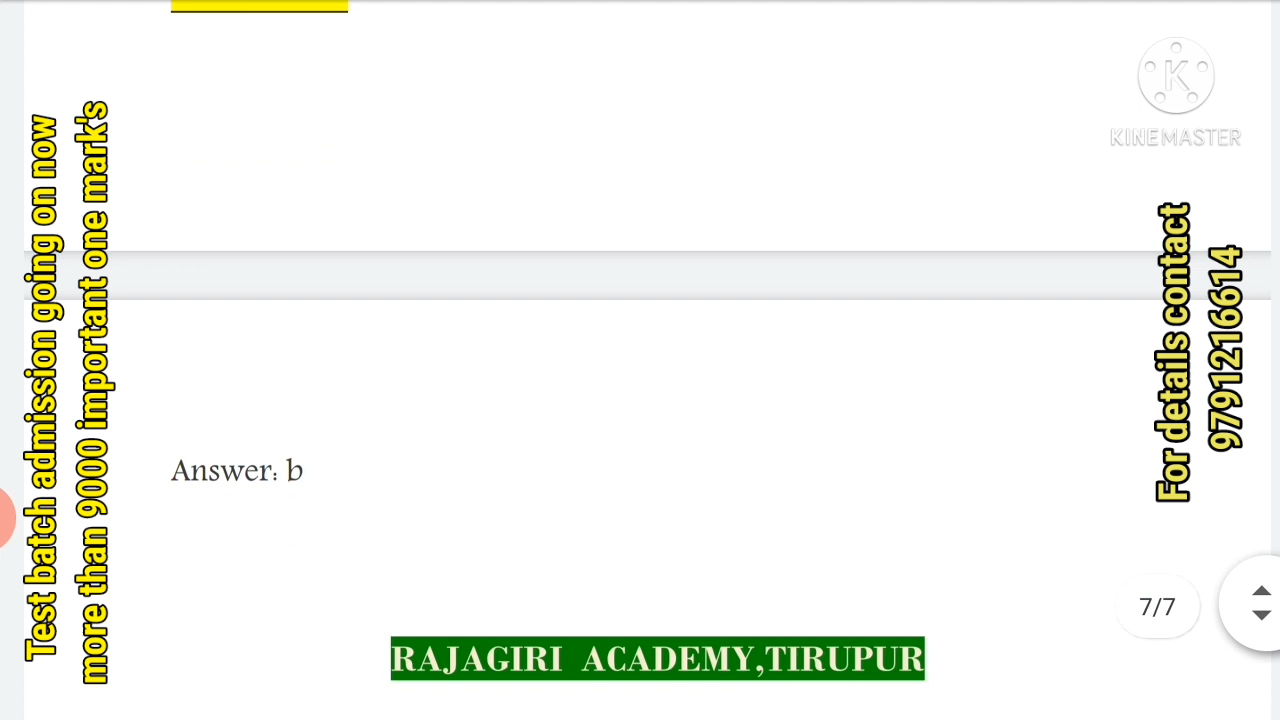 Test batch admission going on now
more than 9000 important one mark's
KINEMASTER
For details contact
9791216614
Answer: b
7/7
RAJAGIRI ACADEMY,TIRUPUR